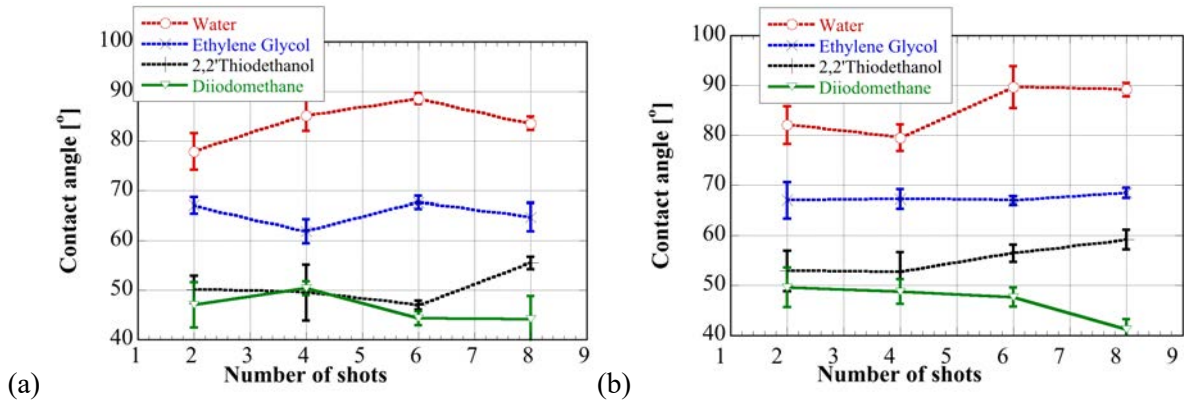 Water
Ethylene Glycol
2,2'Thiodethanol
Diiodomethane
100
90
80
70
60
50
40
Contact angle [°]
1 2 3 4 5 6 7 8 9
Number of shots
(a)
Water
Ethylene Glycol
2,2'Thiodethanol
Diiodomethane
100
90
80
70
60
50
40
Contact angle [°]
1 2 3 4 5 6 7 8 9
Number of shots
(b)